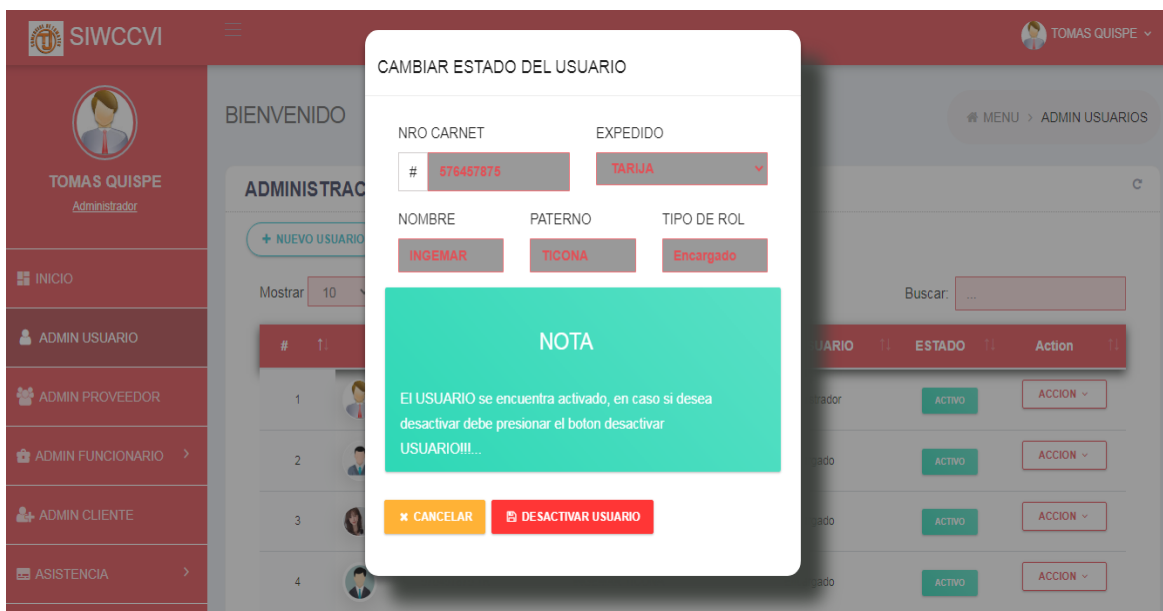 SIWCCVI
TOMAS QUISPE
CAMBIAR ESTADO DEL USUARIO
BIENVENIDO
MENU > ADMIN USUARIOS
NRO CARNET
EXPEDIDO
# 576457875
TARIJA
TOMAS QUISPE
Administrador
ADMINISTRAC
NOMBRE
PATERNO
TIPO DE ROL
+ NUEVO USUARIO
INGEMAR
TICONA
Encargado
INICIO
Mostrar 10
Buscar: ...
ADMIN USUARIO
# UARIO ESTADO Action
NOTA
ADMIN PROVEEDOR
1 rador ACTIVO ACCION
El USUARIO se encuentra activado, en caso si desea
desactivar debe presionar el boton desactivar
USUARIO!!!...
ADMIN FUNCIONARIO
2 ado ACTIVO ACCION
ADMIN CLIENTE
3 ado ACTIVO ACCION
CANCELAR
DESACTIVAR USUARIO
ASISTENCIA
4 ado ACTIVO ACCION